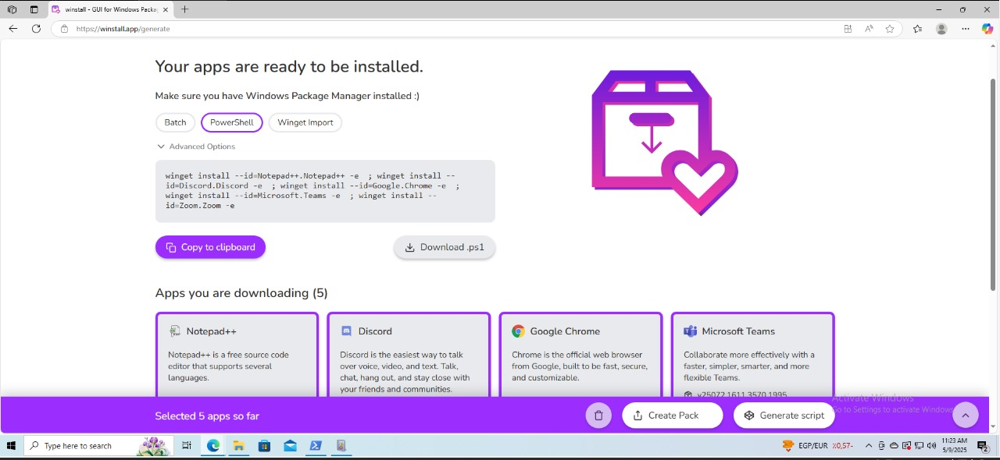 winstall - GUI for Windows Packa
https://winstall.app/generate
Your apps are ready to be installed.
Make sure you have Windows Package Manager installed :)
Batch
PowerShell
Winget Import
Advanced Options
winget install --id=Notepad++.Notepad++ -e  ; winget install --
id=Discord.Discord -e  ; winget install --id=Google.Chrome -e  ;
winget install --id=Microsoft.Teams -e  ; winget install --
id=Zoom.Zoom -e
Copy to clipboard
Download .ps1
Apps you are downloading (5)
Notepad++
Notepad++ is a free source code
editor that supports several
languages.
Discord
Discord is the easiest way to talk
over voice, video, and text. Talk,
chat, hang out, and stay close with
your friends and communities.
Google Chrome
Chrome is the official web browser
from Google, built to be fast, secure,
and customizable.
Microsoft Teams
Collaborate more effectively with a
faster, simpler, smarter, and more
flexible Teams.
v25072.1611.3570.1995
Selected 5 apps so far
Create Pack
Generate script
Activate Windows
Go to Settings to activate Windows.
Type here to search
EGP/EUR
٪0,57-
11:23 AM
5/9/2025
2